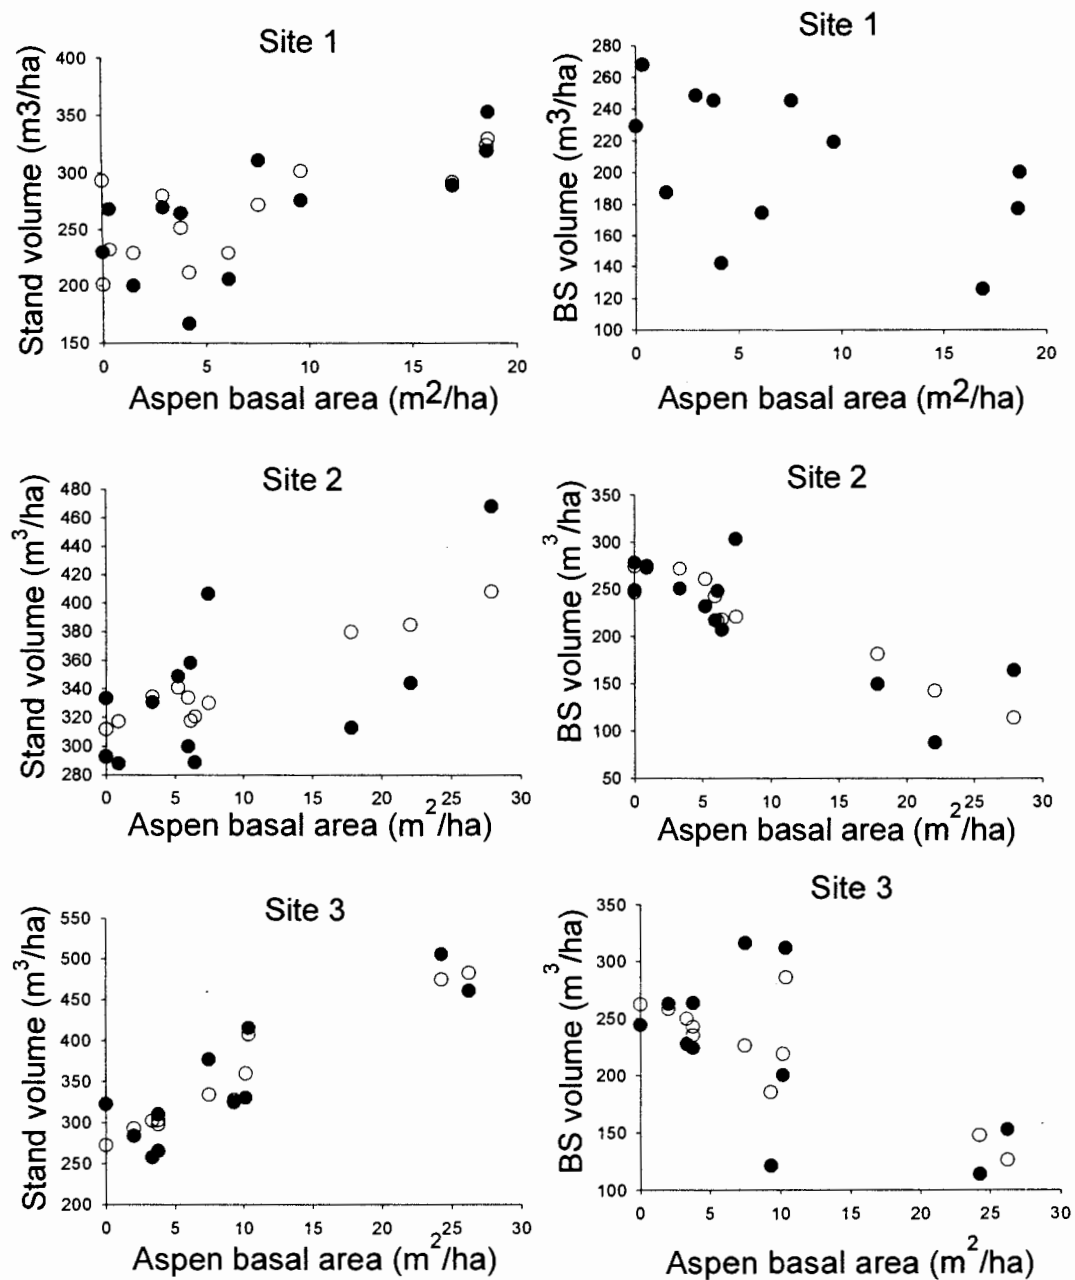 Site 1
Stand volume (m3/ha)
400
350
300
250
200
150
0 5 10 15 20
Aspen basal area (m2/ha)
Site 1
BS volume (m3/ha)
280
260
240
220
200
180
160
140
120
100
0 5 10 15 20
Aspen basal area (m2/ha)
Site 2
Stand volume (m3/ha)
480
460
440
420
400
380
360
340
320
300
280
0 5 10 15 20 25 30
Aspen basal area (m2/ha)
Site 2
BS volume (m3/ha)
350
300
250
200
150
100
50
0 5 10 15 20 25 30
Aspen basal area (m2/ha)
Site 3
Stand volume (m3/ha)
550
500
450
400
350
300
250
200
0 5 10 15 20 25 30
Aspen basal area (m2/ha)
Site 3
BS volume (m3/ha)
350
300
250
200
150
100
0 5 10 15 20 25 30
Aspen basal area (m2/ha)